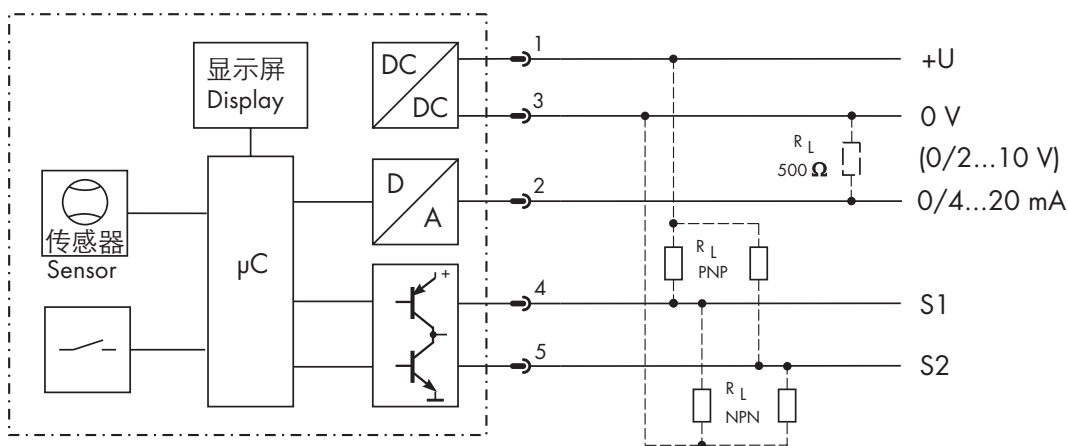 显示屏
Display
DC
DC
1
+U
3
0 V
R L
500 Ω
(0/2...10 V)
D
A
2
0/4...20 mA
传感器
Sensor
µC
R L
PNP
+
4
S1
5
S2
R L
NPN